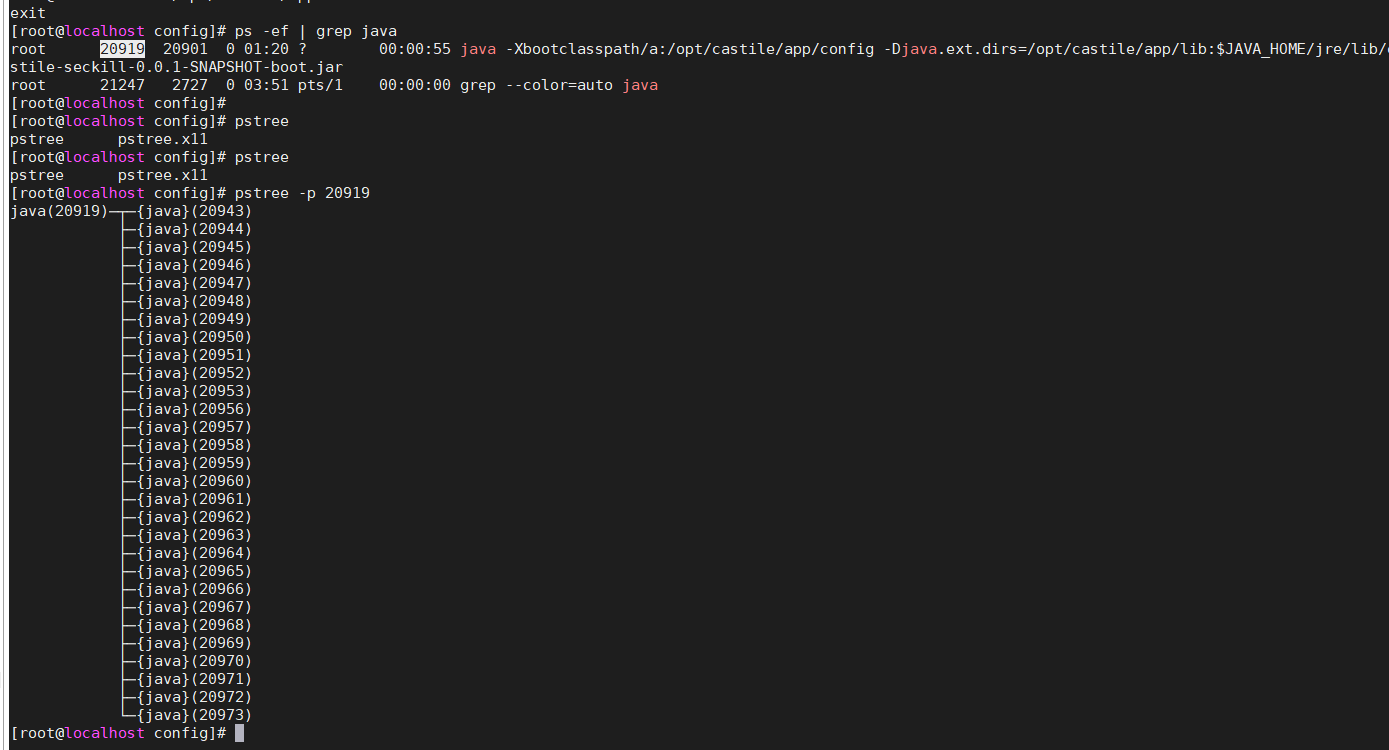 exit
[root@localhost config]# ps -ef | grep java
root      20919  20901  0 01:20 ?        00:00:55 java -Xbootclasspath/a:/opt/castile/app/config -Djava.ext.dirs=/opt/castile/app/lib:$JAVA_HOME/jre/lib/
stile-seckill-0.0.1-SNAPSHOT-boot.jar
root      21247   2727  0 03:51 pts/1    00:00:00 grep --color=auto java
[root@localhost config]#
[root@localhost config]# pstree
pstree      pstree.x11
[root@localhost config]# pstree
pstree      pstree.x11
[root@localhost config]# pstree -p 20919
java(20919)─┬─{java}(20943)
            ├─{java}(20944)
            ├─{java}(20945)
            ├─{java}(20946)
            ├─{java}(20947)
            ├─{java}(20948)
            ├─{java}(20949)
            ├─{java}(20950)
            ├─{java}(20951)
            ├─{java}(20952)
            ├─{java}(20953)
            ├─{java}(20956)
            ├─{java}(20957)
            ├─{java}(20958)
            ├─{java}(20959)
            ├─{java}(20960)
            ├─{java}(20961)
            ├─{java}(20962)
            ├─{java}(20963)
            ├─{java}(20964)
            ├─{java}(20965)
            ├─{java}(20966)
            ├─{java}(20967)
            ├─{java}(20968)
            ├─{java}(20969)
            ├─{java}(20970)
            ├─{java}(20971)
            ├─{java}(20972)
            └─{java}(20973)
[root@localhost config]#